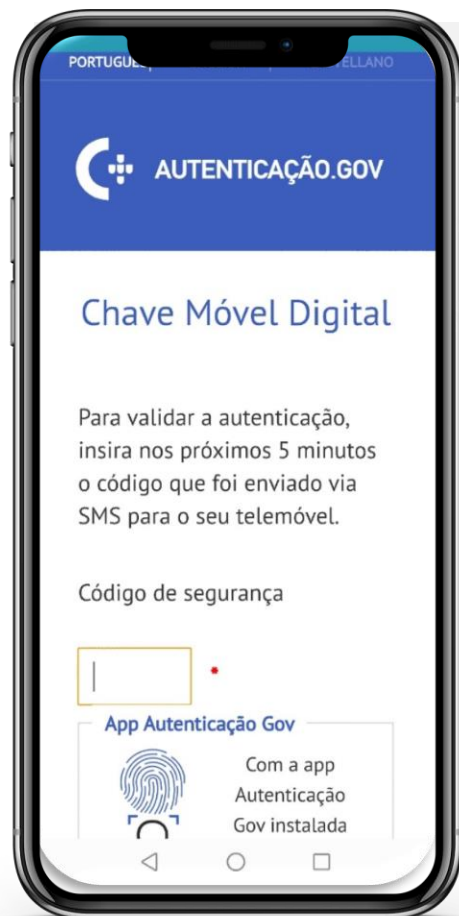 PORTUGUÊS
AUTENTICAÇÃO.GOV
Chave Móvel Digital
Para validar a autenticação,
insira nos próximos 5 minutos
o código que foi enviado via
SMS para o seu telemóvel.
Código de segurança
*
App Autenticação Gov
Com a app
Autenticação
Gov instalada